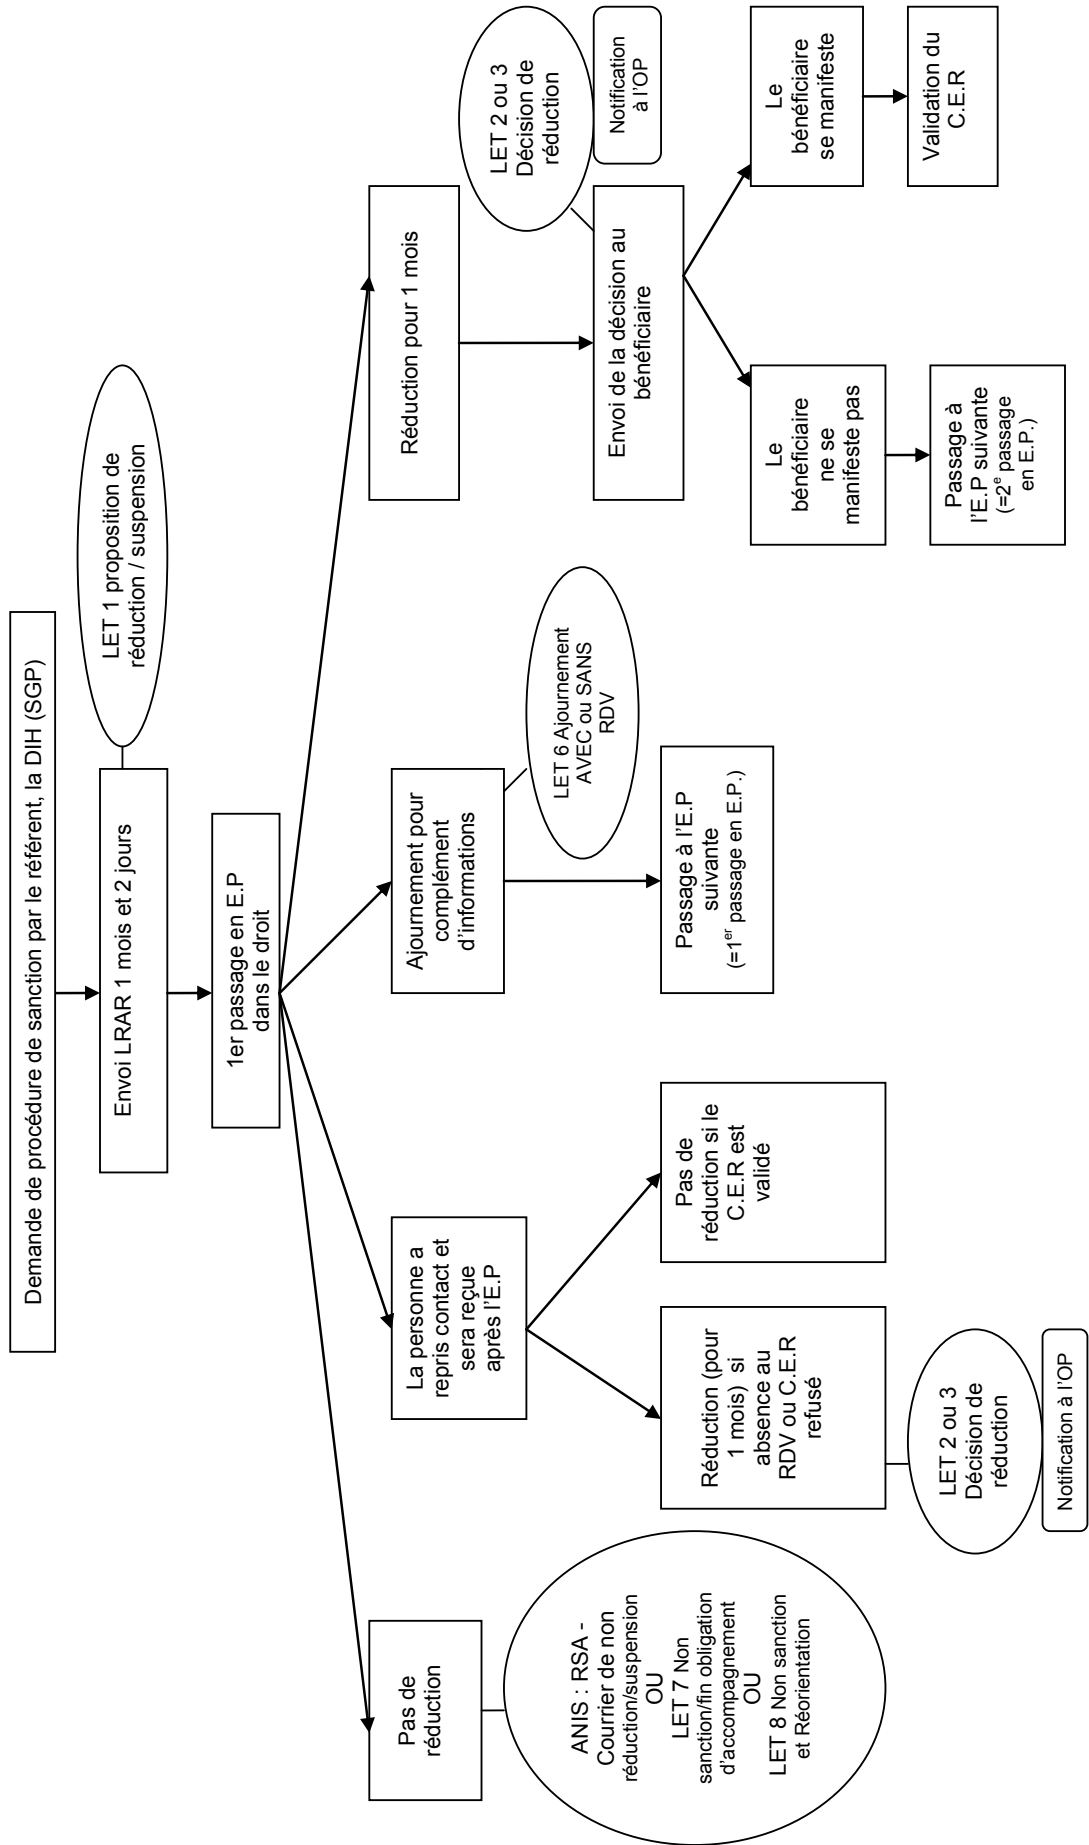 Demande de procédure de sanction par le référent, la DIH (SGP)
LET 1 proposition de
réduction / suspension
Envoi LRAR 1 mois et 2 jours
1er passage en E.P
dans le droit
Pas de
réduction
ANIS : RSA -
Courrier de non
réduction/suspension
OU
LET 7 Non
sanction/fin obligation
d'accompagnement
OU
LET 8 Non sanction
et Réorientation
La personne a
repris contact et
sera reçue
après l'E.P
Réduction (pour
1 mois) si
absence au
RDV ou C.E.R
refusé
LET 2 ou 3
Décision de
réduction
Notification à l'OP
Pas de
réduction si le
C.E.R est
validé
Ajournement pour
complément
d'informations
LET 6 Ajournement
AVEC ou SANS
RDV
Passage à l'E.P
suivante
(=1er passage en E.P.)
Réduction pour 1 mois
LET 2 ou 3
Décision de
réduction
Notification
à l'OP
Envoi de la décision au
bénéficiaire
Le
bénéficiaire
ne se
manifeste pas
Passage à
l'E.P suivante
(=2e passage
en E.P.)
Le
bénéficiaire
se manifeste
Validation du
C.E.R